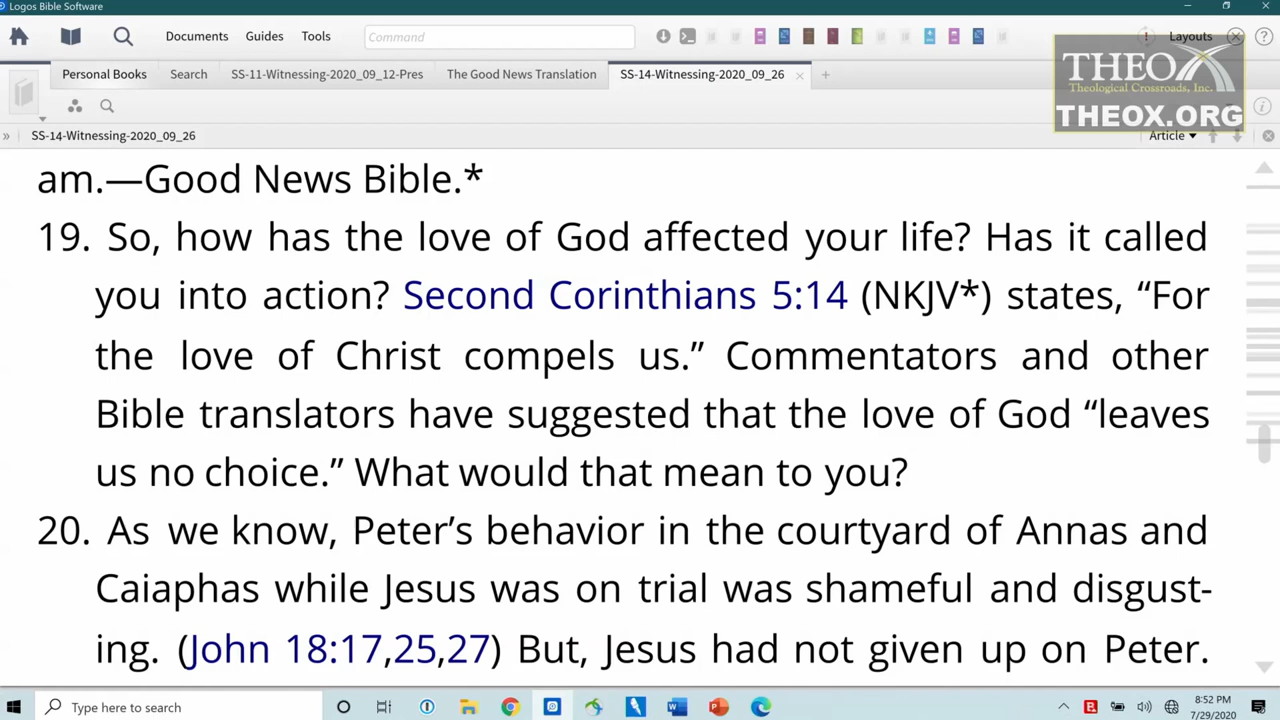 Logos Bible Software
Documents Guides Tools Command Layouts
Personal Books Search SS-11-Witnessing-2020_09_12-Pres The Good News Translation SS-14-Witnessing-2020_09_26
THEOX
Theological Crossroads, Inc.
THEOX.ORG
SS-14-Witnessing-2020_09_26 Article
am.—Good News Bible.*
19. So, how has the love of God affected your life? Has it called
you into action? Second Corinthians 5:14 (NKJV*) states, “For
the love of Christ compels us.” Commentators and other
Bible translators have suggested that the love of God “leaves
us no choice.” What would that mean to you?
20. As we know, Peter’s behavior in the courtyard of Annas and
Caiaphas while Jesus was on trial was shameful and disgust-
ing. (John 18:17,25,27) But, Jesus had not given up on Peter.
Type here to search
8:52 PM
7/29/2020